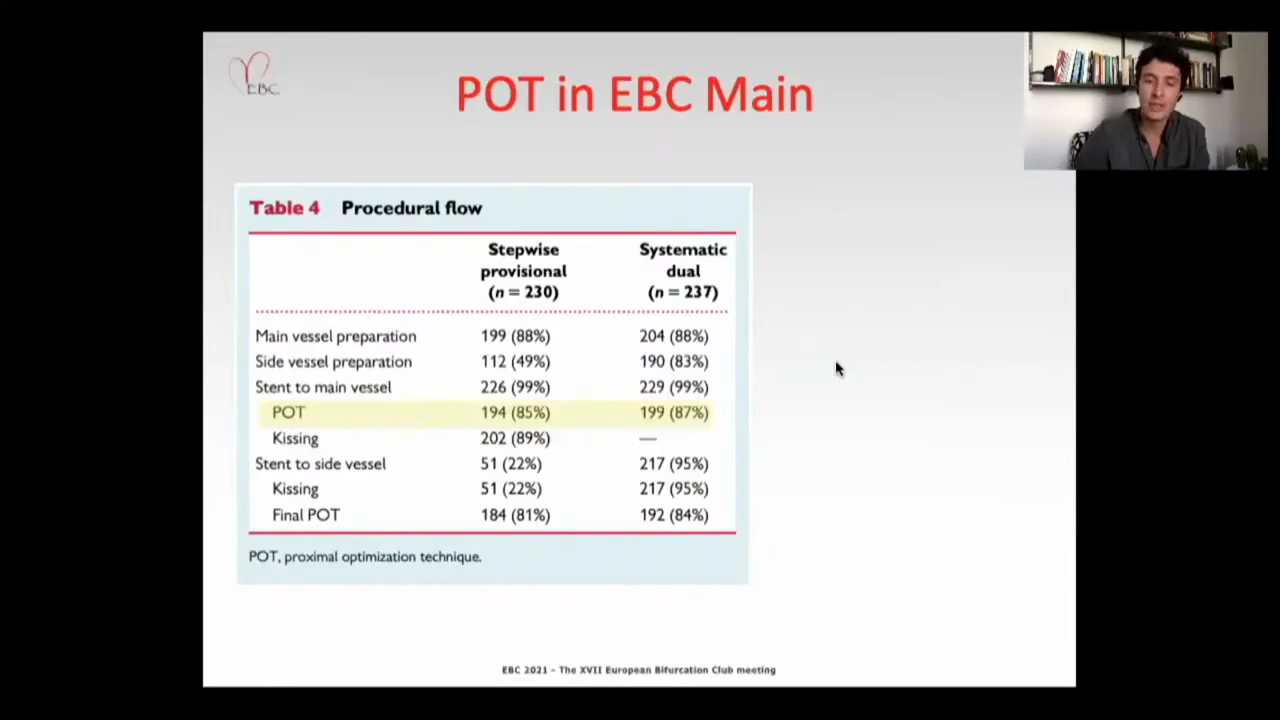 EBC
POT in EBC Main
Table 4 Procedural flow
Stepwise provisional (n = 230) Systematic dual (n = 237)
Main vessel preparation 199 (88%) 204 (88%)
Side vessel preparation 112 (49%) 190 (83%)
Stent to main vessel 226 (99%) 229 (99%)
POT 194 (85%) 199 (87%)
Kissing 202 (89%) —
Stent to side vessel 51 (22%) 217 (95%)
Kissing 51 (22%) 217 (95%)
Final POT 184 (81%) 192 (84%)
POT, proximal optimization technique.
EBC 2021 - The XVII European Bifurcation Club meeting